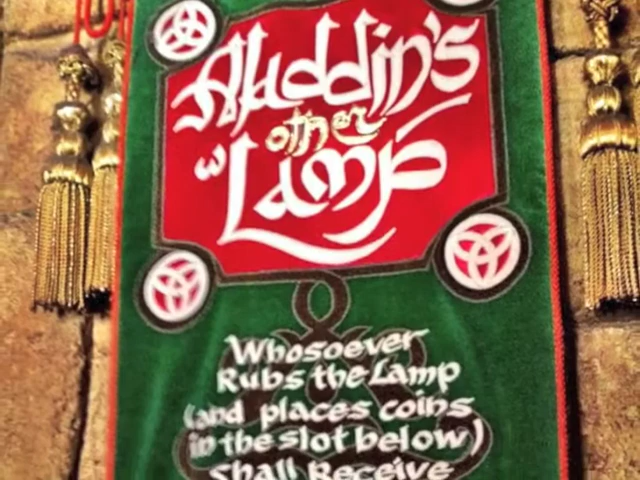 Aladdin's
other
Lamp
Whosoever
Rubs the Lamp
(and places coins
in the slot below)
Shall Receive